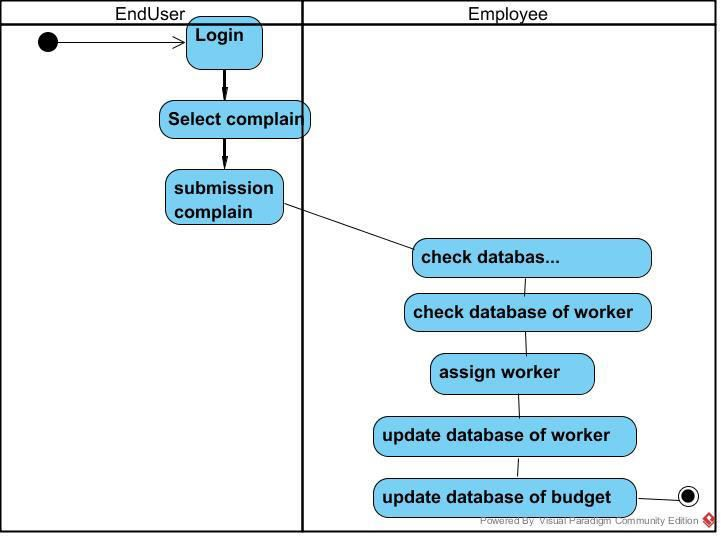 EndUser
Employee
Login
Select complain
submission
complain
check databas...
check database of worker
assign worker
update database of worker
update database of budget
Powered By Visual Paradigm Community Edition